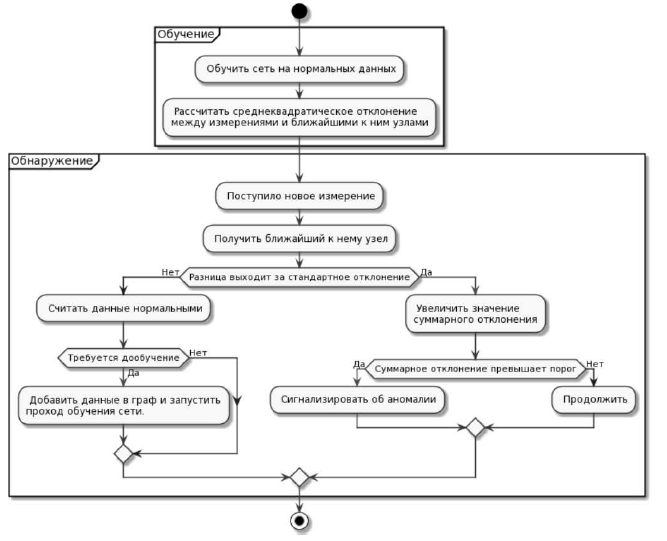 Обучение
Обучить сеть на нормальных данных
Рассчитать среднеквадратическое отклонение
между измерениями и ближайшими к ним узлами
Обнаружение
Поступило новое измерение
Получить ближайший к нему узел
Нет
Разница выходит за стандартное отклонение
Да
Считать данные нормальными
Увеличить значение
суммарного отклонения
Требуется дообучение
Нет
Да
Да
Суммарное отклонение превышает порог
Нет
Добавить данные в граф и запустить
проход обучения сети.
Сигнализировать об аномалии
Продолжить